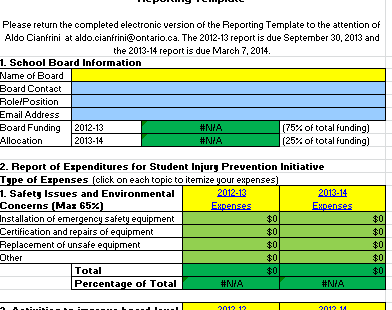 Reporting Template
Please return the completed electronic version of the Reporting Template to the attention of
Aldo Cianfrini at aldo.cianfrini@ontario.ca. The 2012-13 report is due September 30, 2013 and
the 2013-14 report is due March 7, 2014.
1. School Board Information
Name of Board
Board Contact
Role/Position
Email Address
Board Funding 2012-13 #N/A (75% of total funding)
Allocation 2013-14 #N/A (25% of total funding)
2. Report of Expenditures for Student Injury Prevention Initiative
Type of Expenses (click on each topic to itemize your expenses)
1. Safety Issues and Environmental 2012-13 2013-14
Concerns (Max 65%) Expenses Expenses
Installation of emergency safety equipment $0 $0
Certification and repairs of equipment $0 $0
Replacement of unsafe equipment $0 $0
Other $0 $0
Total $0 $0
Percentage of Total #N/A #N/A
2. Activities to improve board level 2012-13 2013-14